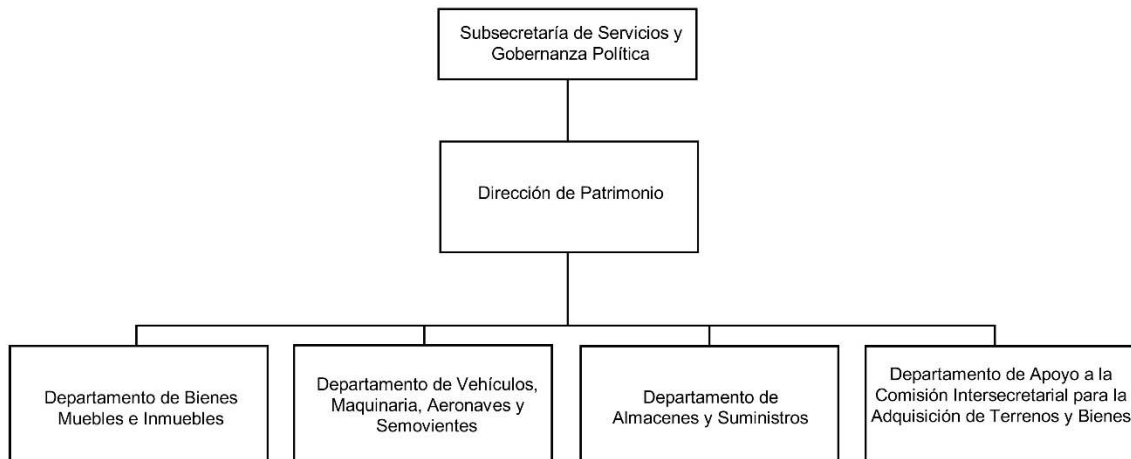 Subsecretaría de Servicios y
Gobernanza Política
Dirección de Patrimonio
Departamento de Bienes
Muebles e Inmuebles
Departamento de Vehículos,
Maquinaria, Aeronaves y
Semovientes
Departamento de
Almacenes y Suministros
Departamento de Apoyo a la
Comisión Intersecretarial para la
Adquisición de Terrenos y Bienes